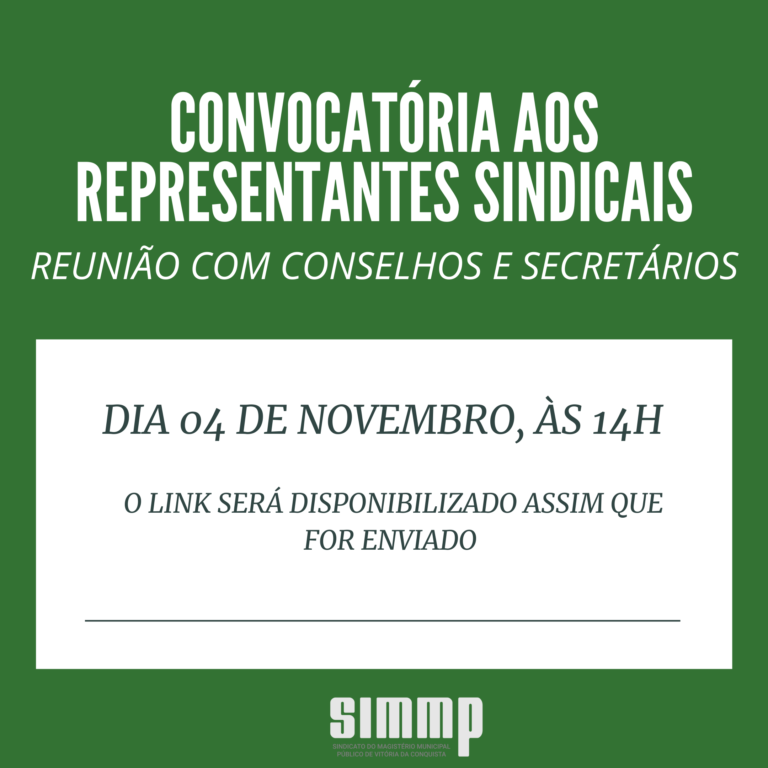 CONVOCATÓRIA AOS
REPRESENTANTES SINDICAIS
REUNIÃO COM CONSELHOS E SECRETÁRIOS
DIA 04 DE NOVEMBRO, ÀS 14H
O LINK SERÁ DISPONIBILIZADO ASSIM QUE
FOR ENVIADO
SIMMP
SINDICATO DO MAGISTÉRIO MUNICIPAL
PÚBLICO DE VITÓRIA DA CONQUISTA